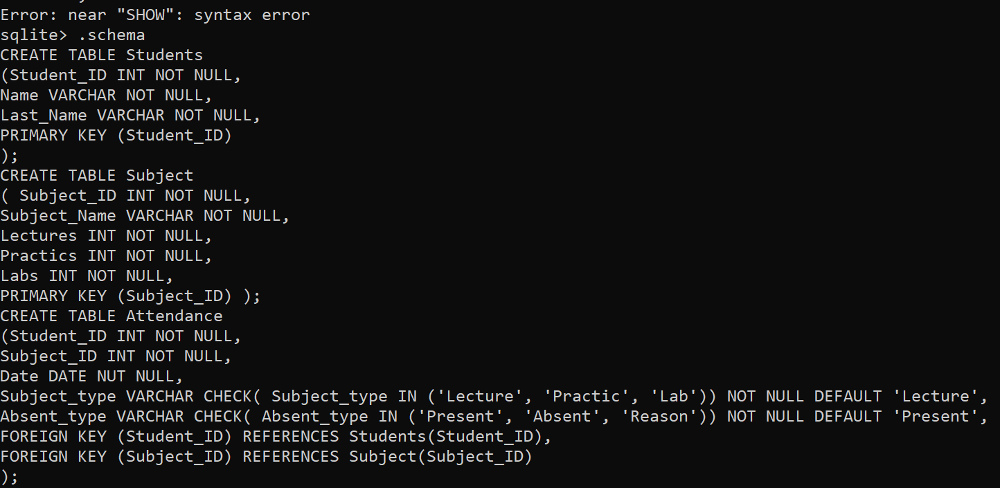 Error: near "SHOW": syntax error
sqlite> .schema
CREATE TABLE Students
(Student_ID INT NOT NULL,
Name VARCHAR NOT NULL,
Last_Name VARCHAR NOT NULL,
PRIMARY KEY (Student_ID)
);
CREATE TABLE Subject
( Subject_ID INT NOT NULL,
Subject_Name VARCHAR NOT NULL,
Lectures INT NOT NULL,
Practics INT NOT NULL,
Labs INT NOT NULL,
PRIMARY KEY (Subject_ID) );
CREATE TABLE Attendance
(Student_ID INT NOT NULL,
Subject_ID INT NOT NULL,
Date DATE NUT NULL,
Subject_type VARCHAR CHECK( Subject_type IN ('Lecture', 'Practic', 'Lab')) NOT NULL DEFAULT 'Lecture',
Absent_type VARCHAR CHECK( Absent_type IN ('Present', 'Absent', 'Reason')) NOT NULL DEFAULT 'Present',
FOREIGN KEY (Student_ID) REFERENCES Students(Student_ID),
FOREIGN KEY (Subject_ID) REFERENCES Subject(Subject_ID)
);